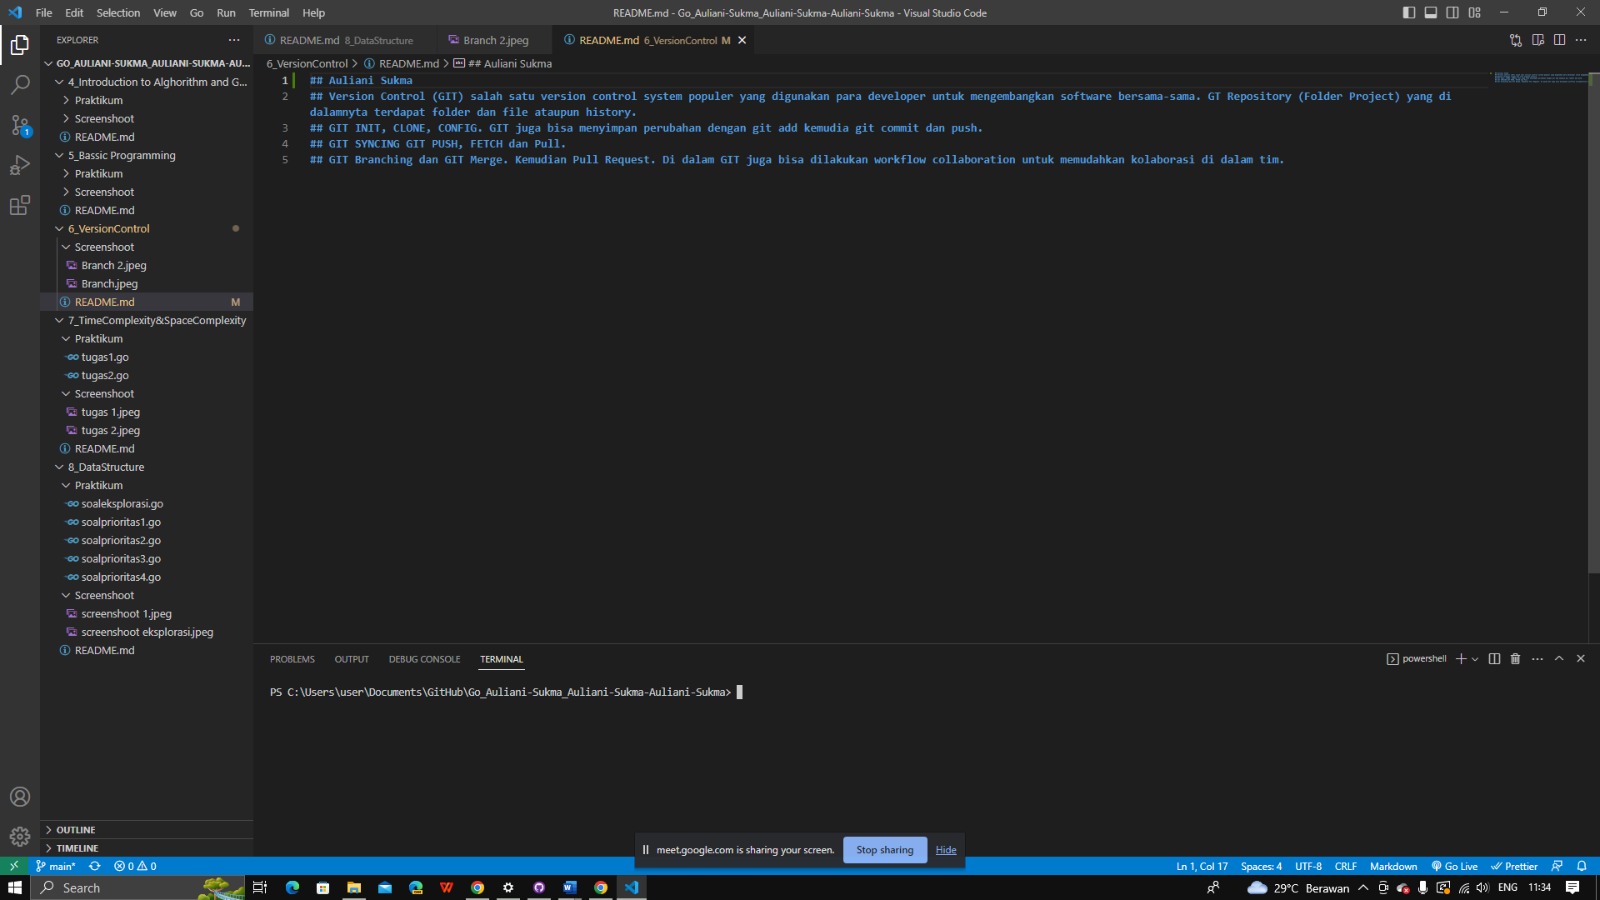 File Edit Selection View Go Run Terminal Help
README.md - Go_Auliani-Sukma_Auliani-Sukma-Auliani-Sukma - Visual Studio Code
EXPLORER
README.md 8_DataStructure
Branch 2.jpeg
README.md 6_VersionControl M
GO_AULIANI-SUKMA_AULIANI-SUKMA-AU...
4_Introduction to Alghorithm and G...
Praktikum
Screenshoot
README.md
5_Bassic Programming
Praktikum
Screenshoot
README.md
6_VersionControl
Screenshoot
Branch 2.jpeg
Branch.jpeg
README.md M
7_TimeComplexity&SpaceComplexity
Praktikum
tugas1.go
tugas2.go
Screenshoot
tugas 1.jpeg
tugas 2.jpeg
README.md
8_DataStructure
Praktikum
soaleksplorasi.go
soalprioritas1.go
soalprioritas2.go
soalprioritas3.go
soalprioritas4.go
Screenshoot
screenshoot 1.jpeg
screenshoot eksplorasi.jpeg
README.md
OUTLINE
TIMELINE
6_VersionControl > README.md > ## Auliani Sukma
1 ## Auliani Sukma
2 ## Version Control (GIT) salah satu version control system populer yang digunakan para developer untuk mengembangkan software bersama-sama. GT Repository (Folder Project) yang di
dalamnyta terdapat folder dan file ataupun history.
3 ## GIT INIT, CLONE, CONFIG. GIT juga bisa menyimpan perubahan dengan git add kemudia git commit dan push.
4 ## GIT SYNCING GIT PUSH, FETCH dan Pull.
5 ## GIT Branching dan GIT Merge. Kemudian Pull Request. Di dalam GIT juga bisa dilakukan workflow collaboration untuk memudahkan kolaborasi di dalam tim.
PROBLEMS OUTPUT DEBUG CONSOLE TERMINAL
powershell
PS C:\Users\user\Documents\GitHub\Go_Auliani-Sukma_Auliani-Sukma-Auliani-Sukma>
meet.google.com is sharing your screen. Stop sharing Hide
1
main* 0 0
Ln 1, Col 17 Spaces: 4 UTF-8 CRLF Markdown Go Live Prettier
Search
29°C Berawan ENG 11:34